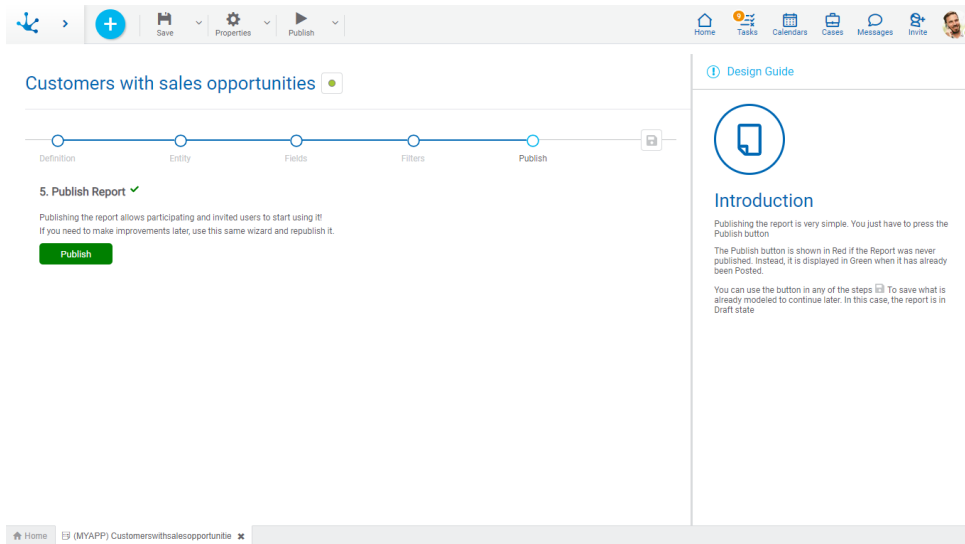 Save
Properties
Publish
Home
9
Tasks
Calendars
Cases
Messages
Invite
Customers with sales opportunities
Definition
Entity
Fields
Filters
Publish
5. Publish Report
Publishing the report allows participating and invited users to start using it!
If you need to make improvements later, use this same wizard and republish it.
Publish
Design Guide
Introduction
Publishing the report is very simple. You just have to press the
Publish button
The Publish button is shown in Red if the Report was never
published. Instead, it is displayed in Green when it has already
been Posted.
You can use the button in any of the steps To save what is
already modeled to continue later. In this case, the report is in
Draft state
Home
(MYAPP) Customerswithsalesopportunitie